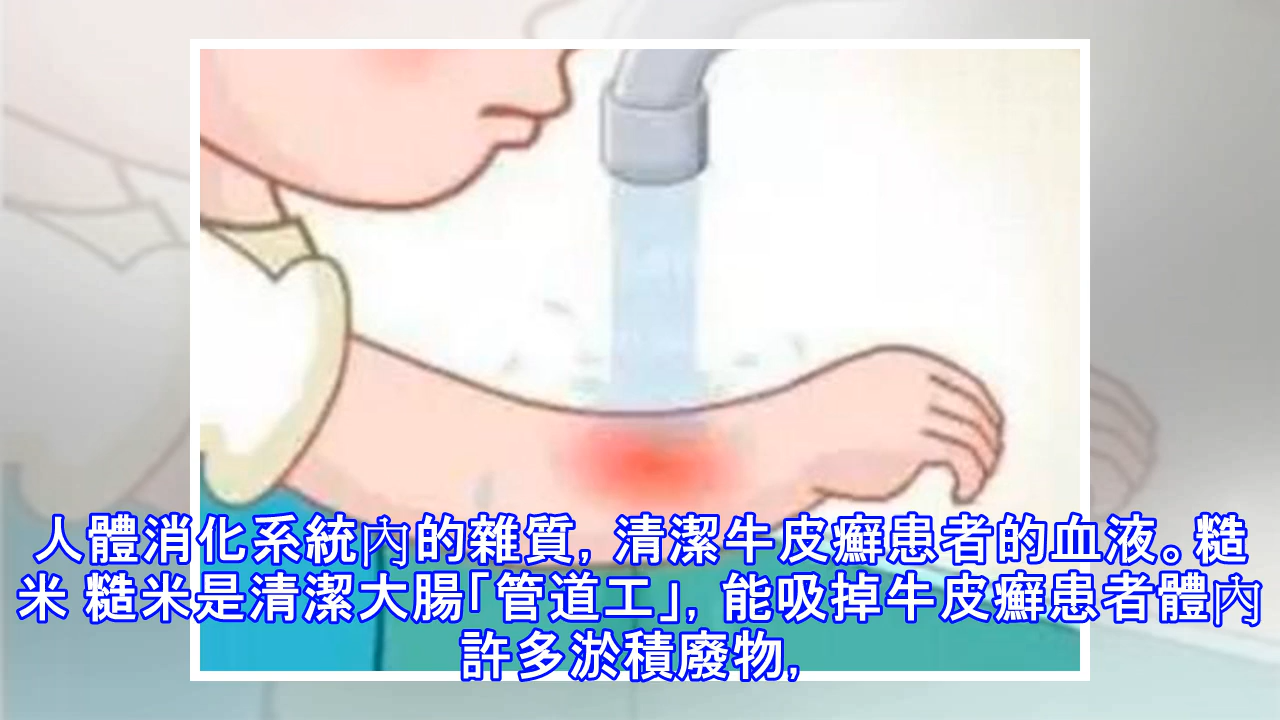 人體消化系統內的雜質，清潔牛皮癬患者的血液。糙
米 糙米是清潔大腸「管道工」，能吸掉牛皮癬患者體內
許多淤積廢物，